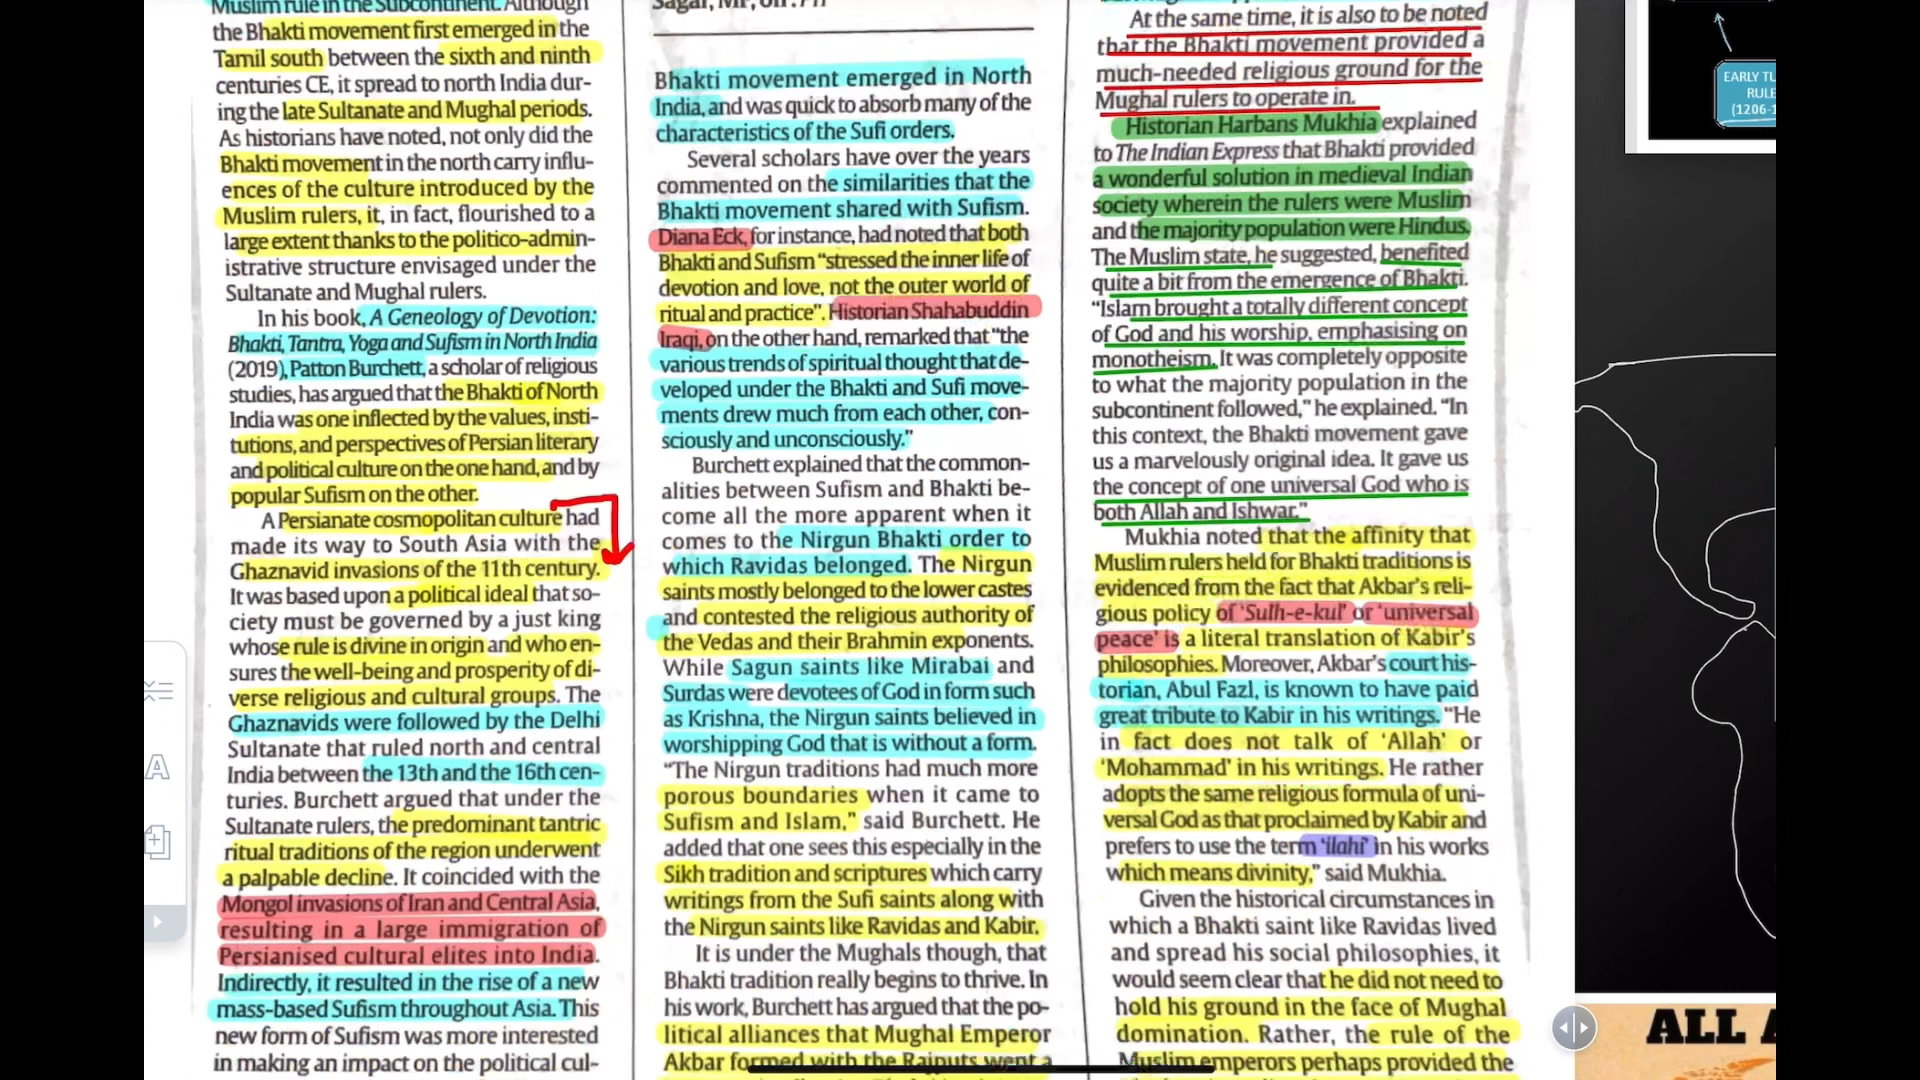 Muslim rule in the Subcontinent. Although
the Bhakti movement first emerged in the
Tamil south between the sixth and ninth
centuries CE, it spread to north India dur-
ing the late Sultanate and Mughal periods.
As historians have noted, not only did the
Bhakti movement in the north carry influ-
ences of the culture introduced by the
Muslim rulers, it, in fact, flourished to a
large extent thanks to the politico-admin-
istrative structure envisaged under the
Sultanate and Mughal rulers.
In his book, A Geneology of Devotion:
Bhakti, Tantra, Yoga and Sufism in North India
(2019), Patton Burchett, a scholar of religious
studies, has argued that the Bhakti of North
India was one inflected by the values, insti-
tutions, and perspectives of Persian literary
and political culture on the one hand, and by
popular Sufism on the other.
A Persianate cosmopolitan culture had
made its way to South Asia with the
Ghaznavid invasions of the 11th century.
It was based upon a political ideal that so-
ciety must be governed by a just king
whose rule is divine in origin and who en-
sures the well-being and prosperity of di-
verse religious and cultural groups. The
Ghaznavids were followed by the Delhi
Sultanate that ruled north and central
India between the 13th and the 16th cen-
turies. Burchett argued that under the
Sultanate rulers, the predominant tantric
ritual traditions of the region underwent
a palpable decline. It coincided with the
Mongol invasions of Iran and Central Asia,
resulting in a large immigration of
Persianised cultural elites into India.
Indirectly, it resulted in the rise of a new
mass-based Sufism throughout Asia. This
new form of Sufism was more interested
in making an impact on the political cul-
Sagar, MP, on
Bhakti movement emerged in North
India, and was quick to absorb many of the
characteristics of the Sufi orders.
Several scholars have over the years
commented on the similarities that the
Bhakti movement shared with Sufism.
Diana Eck, for instance, had noted that both
Bhakti and Sufism "stressed the inner life of
devotion and love, not the outer world of
ritual and practice". Historian Shahabuddin
Iraqi, on the other hand, remarked that "the
various trends of spiritual thought that de-
veloped under the Bhakti and Sufi move-
ments drew much from each other, con-
sciously and unconsciously."
Burchett explained that the common-
alities between Sufism and Bhakti be-
come all the more apparent when it
comes to the Nirgun Bhakti order to
which Ravidas belonged. The Nirgun
saints mostly belonged to the lower castes
and contested the religious authority of
the Vedas and their Brahmin exponents.
While Sagun saints like Mirabai and
Surdas were devotees of God in form such
as Krishna, the Nirgun saints believed in
worshipping God that is without a form.
"The Nirgun traditions had much more
porous boundaries when it came to
Sufism and Islam," said Burchett. He
added that one sees this especially in the
Sikh tradition and scriptures which carry
writings from the Sufi saints along with
the Nirgun saints like Ravidas and Kabir.
It is under the Mughals though, that
Bhakti tradition really begins to thrive. In
his work, Burchett has argued that the po-
litical alliances that Mughal Emperor
Akbar formed with the Rajputs went a
At the same time, it is also to be noted
that the Bhakti movement provided a
much-needed religious ground for the
Mughal rulers to operate in.
Historian Harbans Mukhia explained
to The Indian Express that Bhakti provided
a wonderful solution in medieval Indian
society wherein the rulers were Muslim
and the majority population were Hindus.
The Muslim state, he suggested, benefited
quite a bit from the emergence of Bhakti.
"Islam brought a totally different concept
of God and his worship, emphasising on
monotheism. It was completely opposite
to what the majority population in the
subcontinent followed," he explained. "In
this context, the Bhakti movement gave
us a marvelously original idea. It gave us
the concept of one universal God who is
both Allah and Ishwar."
Mukhia noted that the affinity that
Muslim rulers held for Bhakti traditions is
evidenced from the fact that Akbar's reli-
gious policy of 'Sulh-e-kul' or 'universal
peace' is a literal translation of Kabir's
philosophies. Moreover, Akbar's court his-
torian, Abul Fazl, is known to have paid
great tribute to Kabir in his writings. "He
in fact does not talk of 'Allah' or
'Mohammad' in his writings. He rather
adopts the same religious formula of uni-
versal God as that proclaimed by Kabir and
prefers to use the term 'ilahi' in his works
which means divinity," said Mukhia.
Given the historical circumstances in
which a Bhakti saint like Ravidas lived
and spread his social philosophies, it
would seem clear that he did not need to
hold his ground in the face of Mughal
domination. Rather, the rule of the
Muslim emperors perhaps provided the
EARLY TU
RULE
(1206-1
A
ALL A